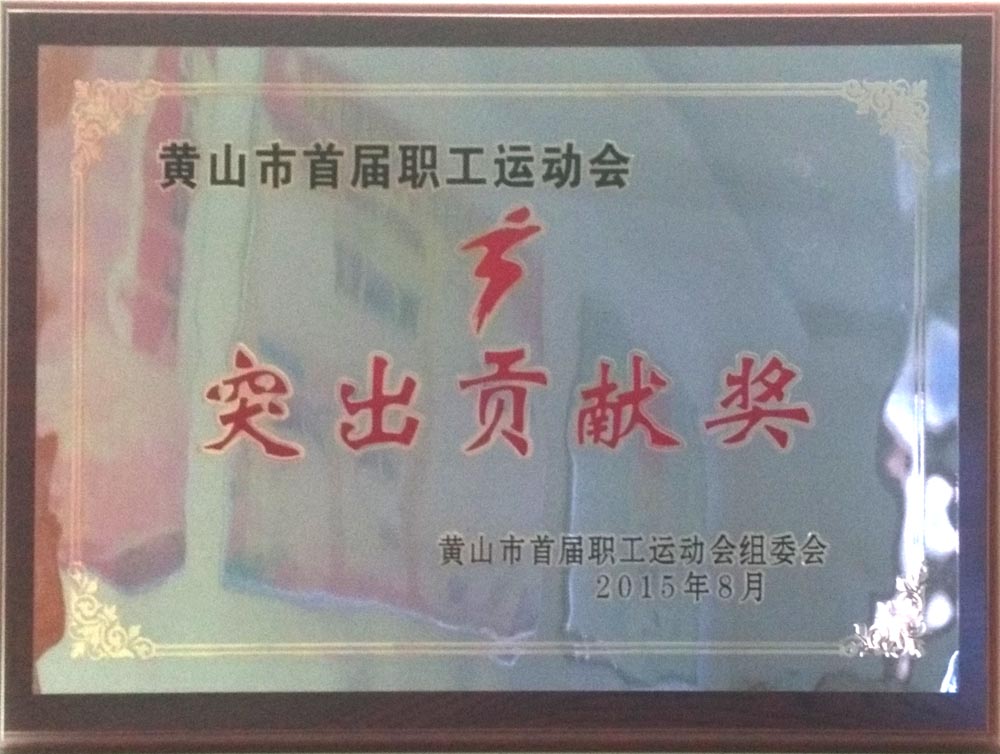 黄山市首届职工运动会
突出贡献奖
黄山市首届职工运动会组委会
2015年8月